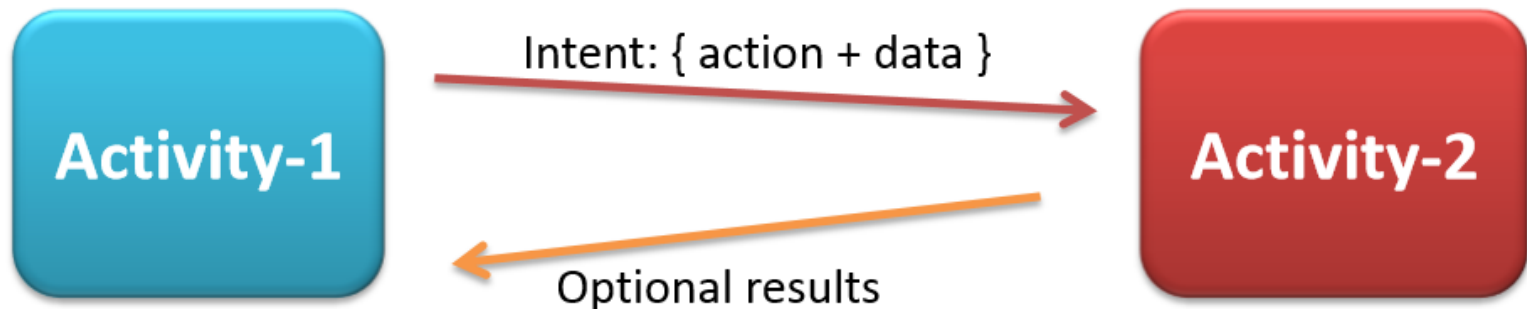 Intent: { action + data }
Activity-1
Activity-2
Optional results